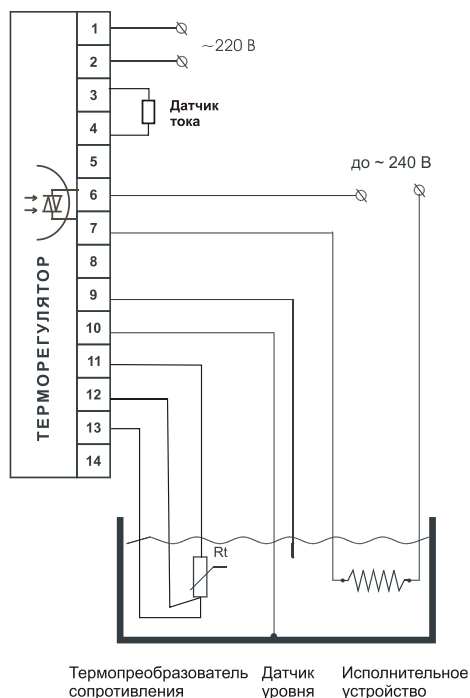 1
~220 В
2
3
Датчик
тока
4
5
до ~ 240 В
6
7
8
ТЕРМОРЕГУЛЯТОР
9
10
11
12
13
14
Rt
Термопреобразователь
сопротивления
Датчик
уровня
Исполнительное
устройство